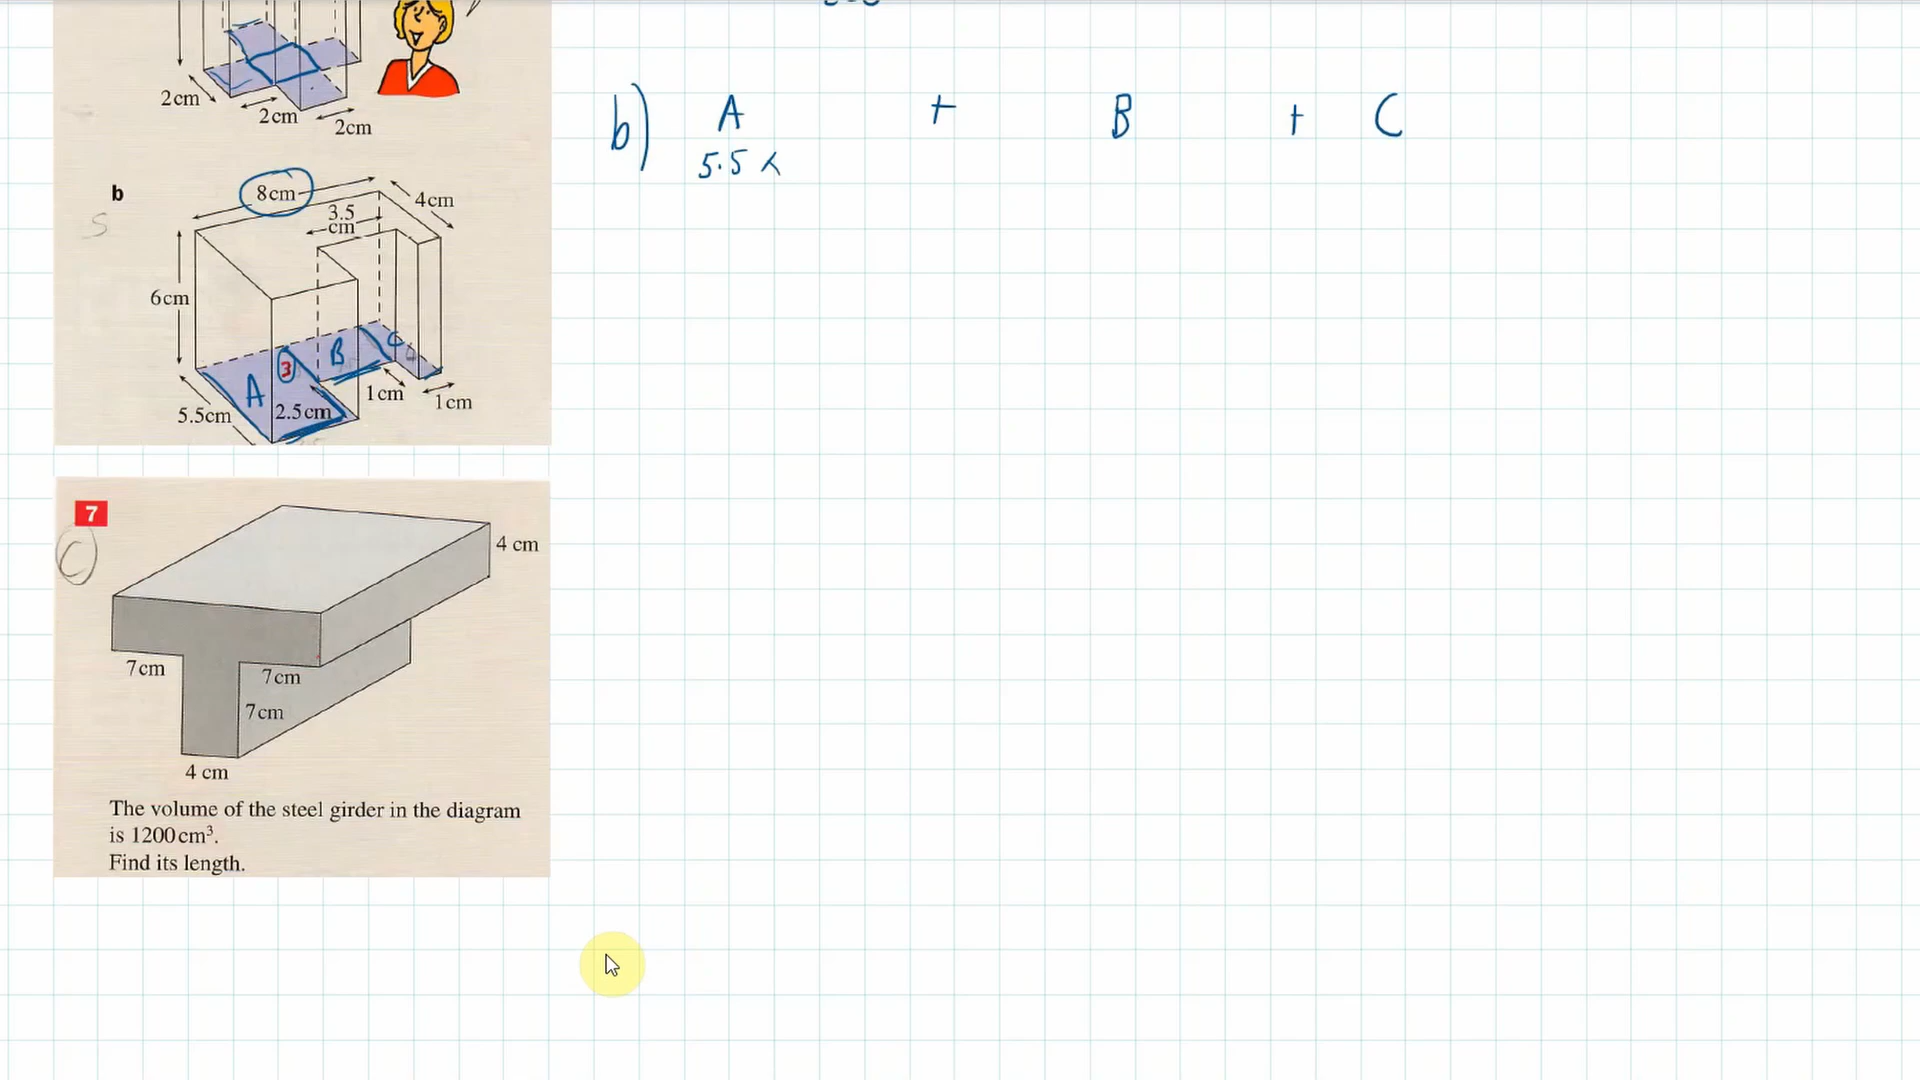 2cm
2cm
2cm
b) A + B + C
5.5 ×
b
8cm
4cm
3.5
cm
S
6cm
3
B
C
A
5.5cm
2.5cm
1cm
1cm
7
C
4 cm
7cm
7cm
7cm
4 cm
The volume of the steel girder in the diagram
is 1200cm³.
Find its length.